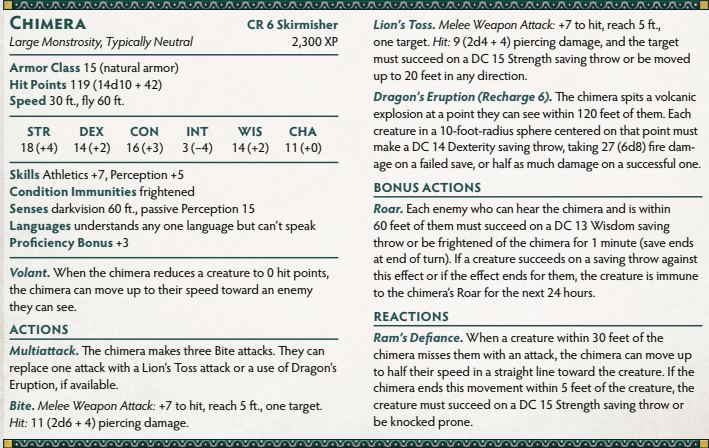 CHIMERA
CR 6 Skirmisher
Large Monstrosity, Typically Neutral
2,300 XP
Armor Class 15 (natural armor)
Hit Points 119 (14d10 + 42)
Speed 30 ft., fly 60 ft.
STR DEX CON INT WIS CHA
18 (+4) 14 (+2) 16 (+3) 3 (–4) 14 (+2) 11 (+0)
Skills Athletics +7, Perception +5
Condition Immunities frightened
Senses darkvision 60 ft., passive Perception 15
Languages understands any one language but can't speak
Proficiency Bonus +3
Volant. When the chimera reduces a creature to 0 hit points,
the chimera can move up to their speed toward an enemy
they can see.
ACTIONS
Multiattack. The chimera makes three Bite attacks. They can
replace one attack with a Lion's Toss attack or a use of Dragon's
Eruption, if available.
Bite. Melee Weapon Attack: +7 to hit, reach 5 ft., one target.
Hit: 11 (2d6 + 4) piercing damage.
Lion's Toss. Melee Weapon Attack: +7 to hit, reach 5 ft.,
one target. Hit: 9 (2d4 + 4) piercing damage, and the target
must succeed on a DC 15 Strength saving throw or be moved
up to 20 feet in any direction.
Dragon's Eruption (Recharge 6). The chimera spits a volcanic
explosion at a point they can see within 120 feet of them. Each
creature in a 10-foot-radius sphere centered on that point must
make a DC 14 Dexterity saving throw, taking 27 (6d8) fire dam-
age on a failed save, or half as much damage on a successful one.
BONUS ACTIONS
Roar. Each enemy who can hear the chimera and is within
60 feet of them must succeed on a DC 13 Wisdom saving
throw or be frightened of the chimera for 1 minute (save ends
at end of turn). If a creature succeeds on a saving throw against
this effect or if the effect ends for them, the creature is immune
to the chimera's Roar for the next 24 hours.
REACTIONS
Ram's Defiance. When a creature within 30 feet of the
chimera misses them with an attack, the chimera can move up
to half their speed in a straight line toward the creature. If the
chimera ends this movement within 5 feet of the creature, the
creature must succeed on a DC 15 Strength saving throw or
be knocked prone.